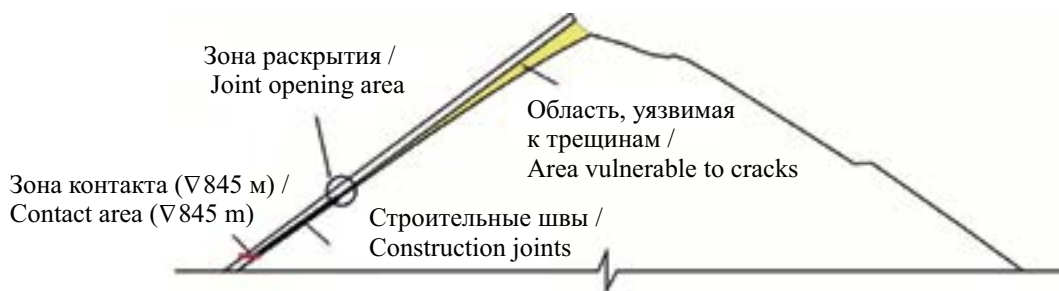 Зона раскрытия /
Joint opening area
Область, уязвимая
к трещинам /
Area vulnerable to cracks
Зона контакта (∇845 м) /
Contact area (∇845 m)
Строительные швы /
Construction joints